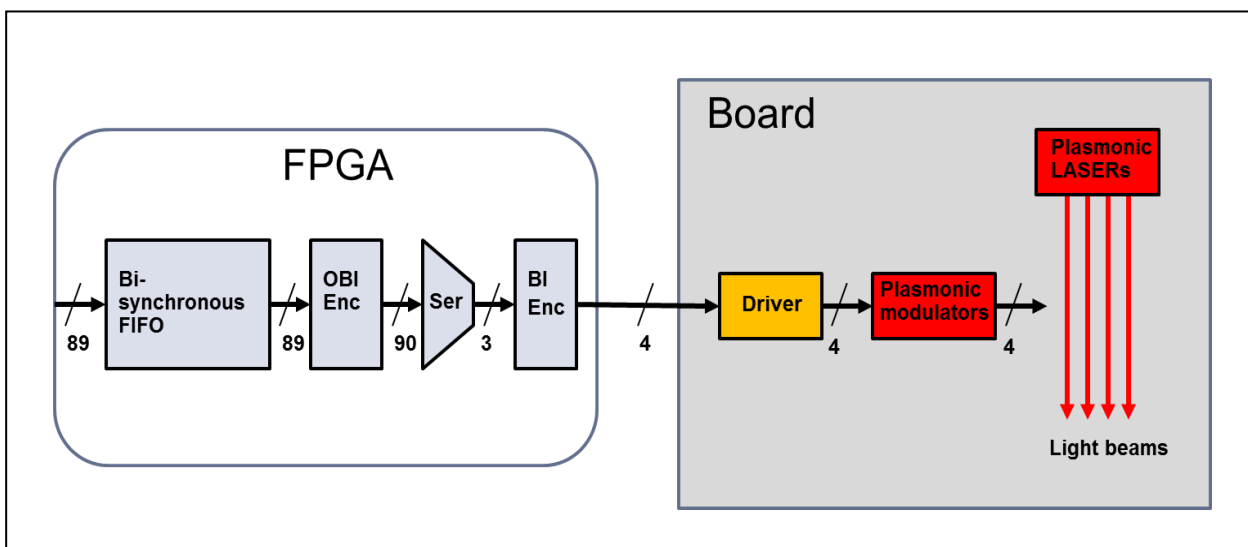 Board
FPGA
Plasmonic
LASERs
Bi-
synchronous
FIFO
OBI
Enc
Ser
BI
Enc
Driver
Plasmonic
modulators
89
89
90
3
4
4
4
Light beams